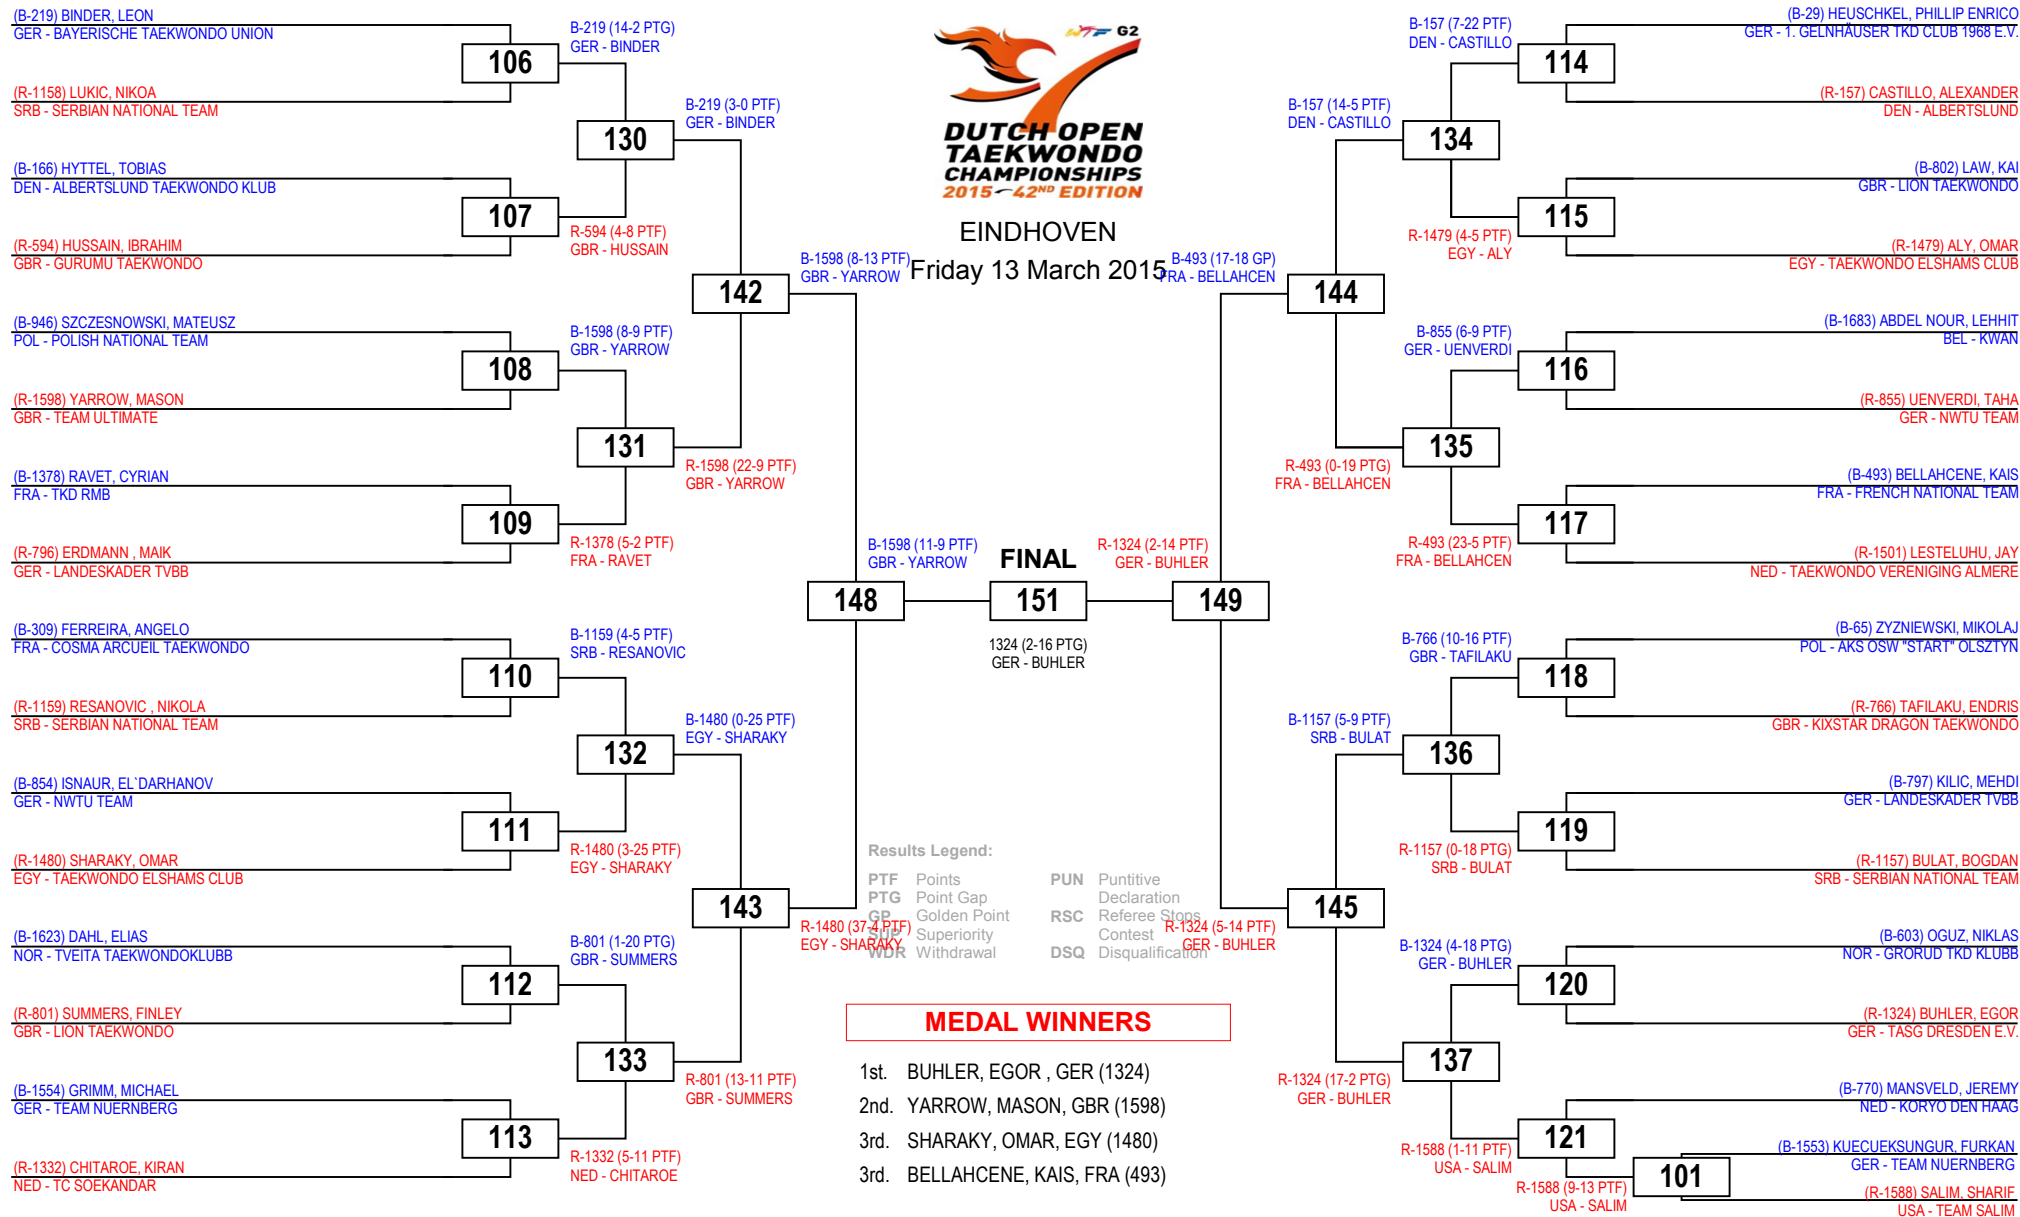 (B-219) BINDER, LEON
GER - BAYERISCHE TAEKWONDO UNION
106
(R-1158) LUKIC, NIKOA
SRB - SERBIAN NATIONAL TEAM
B-219 (14-2 PTG)
GER - BINDER
130
B-219 (3-0 PTF)
GER - BINDER
(B-166) HYTTEL, TOBIAS
DEN - ALBERTSLUND TAEKWONDO KLUB
107
(R-594) HUSSAIN, IBRAHIM
GBR - GURUMU TAEKWONDO
R-594 (4-8 PTF)
GBR - HUSSAIN
142
B-1598 (8-13 PTF)
GBR - YARROW
(B-946) SZCZESNOWSKI, MATEUSZ
POL - POLISH NATIONAL TEAM
108
(R-1598) YARROW, MASON
GBR - TEAM ULTIMATE
B-1598 (8-9 PTF)
GBR - YARROW
131
R-1598 (22-9 PTF)
GBR - YARROW
(B-1378) RAVET, CYRIAN
FRA - TKD RMB
109
(R-796) ERDMANN , MAIK
GER - LANDESKADER TVBB
R-1378 (5-2 PTF)
FRA - RAVET
148
B-1598 (11-9 PTF)
GBR - YARROW
(B-309) FERREIRA, ANGELO
FRA - COSMA ARCUEIL TAEKWONDO
110
(R-1159) RESANOVIC , NIKOLA
SRB - SERBIAN NATIONAL TEAM
B-1159 (4-5 PTF)
SRB - RESANOVIC
132
B-1480 (0-25 PTF)
EGY - SHARAKY
(B-854) ISNAUR, EL`DARHANOV
GER - NWTU TEAM
111
(R-1480) SHARAKY, OMAR
EGY - TAEKWONDO ELSHAMS CLUB
R-1480 (3-25 PTF)
EGY - SHARAKY
143
R-1480 (37-4 PTF)
EGY - SHARAKY
(B-1623) DAHL, ELIAS
NOR - TVEITA TAEKWONDOKLUBB
112
(R-801) SUMMERS, FINLEY
GBR - LION TAEKWONDO
B-801 (1-20 PTG)
GBR - SUMMERS
133
R-801 (13-11 PTF)
GBR - SUMMERS
(B-1554) GRIMM, MICHAEL
GER - TEAM NUERNBERG
113
(R-1332) CHITAROE, KIRAN
NED - TC SOEKANDAR
R-1332 (5-11 PTF)
NED - CHITAROE
WTF G2
DUTCH OPEN
TAEKWONDO
CHAMPIONSHIPS
2015 42ND EDITION
EINDHOVEN
Friday 13 March 2015
FINAL
151
1324 (2-16 PTG)
GER - BUHLER
Results Legend:
PTF Points
PTG Point Gap
GP Golden Point
SUP Superiority
WDR Withdrawal
PUN Puntitive
Declaration
RSC Referee Stops
Contest
DSQ Disqualification
MEDAL WINNERS
1st. BUHLER, EGOR , GER (1324)
2nd. YARROW, MASON, GBR (1598)
3rd. SHARAKY, OMAR, EGY (1480)
3rd. BELLAHCENE, KAIS, FRA (493)
(B-29) HEUSCHKEL, PHILLIP ENRICO
GER - 1. GELNHÄUSER TKD CLUB 1968 E.V.
114
(R-157) CASTILLO, ALEXANDER
DEN - ALBERTSLUND
B-157 (7-22 PTF)
DEN - CASTILLO
134
B-157 (14-5 PTF)
DEN - CASTILLO
(B-802) LAW, KAI
GBR - LION TAEKWONDO
115
(R-1479) ALY, OMAR
EGY - TAEKWONDO ELSHAMS CLUB
R-1479 (4-5 PTF)
EGY - ALY
144
B-493 (17-18 GP)
FRA - BELLAHCEN
(B-1683) ABDEL NOUR, LEHHIT
BEL - KWAN
116
(R-855) UENVERDI, TAHA
GER - NWTU TEAM
B-855 (6-9 PTF)
GER - UENVERDI
135
R-493 (0-19 PTG)
FRA - BELLAHCEN
(B-493) BELLAHCENE, KAIS
FRA - FRENCH NATIONAL TEAM
117
(R-1501) LESTELUHU, JAY
NED - TAEKWONDO VERENIGING ALMERE
R-493 (23-5 PTF)
FRA - BELLAHCEN
149
R-1324 (2-14 PTF)
GER - BUHLER
(B-65) ZYZNIEWSKI, MIKOLAJ
POL - AKS OSW "START" OLSZTYN
118
(R-766) TAFILAKU, ENDRIS
GBR - KIXSTAR DRAGON TAEKWONDO
B-766 (10-16 PTF)
GBR - TAFILAKU
136
B-1157 (5-9 PTF)
SRB - BULAT
(B-797) KILIC, MEHDI
GER - LANDESKADER TVBB
119
(R-1157) BULAT, BOGDAN
SRB - SERBIAN NATIONAL TEAM
R-1157 (0-18 PTG)
SRB - BULAT
145
R-1324 (5-14 PTF)
GER - BUHLER
(B-603) OGUZ, NIKLAS
NOR - GRORUD TKD KLUBB
120
(R-1324) BUHLER, EGOR
GER - TASG DRESDEN E.V.
B-1324 (4-18 PTG)
GER - BUHLER
137
R-1324 (17-2 PTG)
GER - BUHLER
(B-770) MANSVELD, JEREMY
NED - KORYO DEN HAAG
121
R-1588 (1-11 PTF)
USA - SALIM
(B-1553) KUECUEKSUNGUR, FURKAN
GER - TEAM NUERNBERG
101
(R-1588) SALIM, SHARIF
USA - TEAM SALIM
R-1588 (9-13 PTF)
USA - SALIM